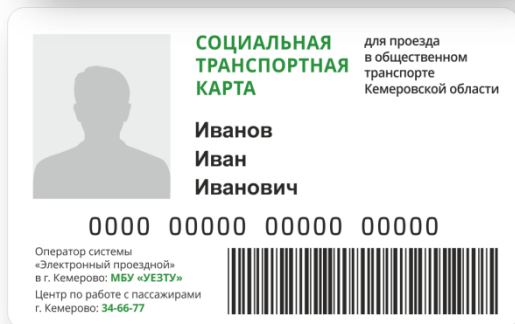 СОЦИАЛЬНАЯ
ТРАНСПОРТНАЯ
КАРТА
для проезда
в общественном
транспорте
Кемеровской области
Иванов
Иван
Иванович
0000 00000 00000 00000
Оператор системы
«Электронный проездной»
в г. Кемерово: МБУ «УЕЗТУ»
Центр по работе с пассажирами
г. Кемерово: 34-66-77